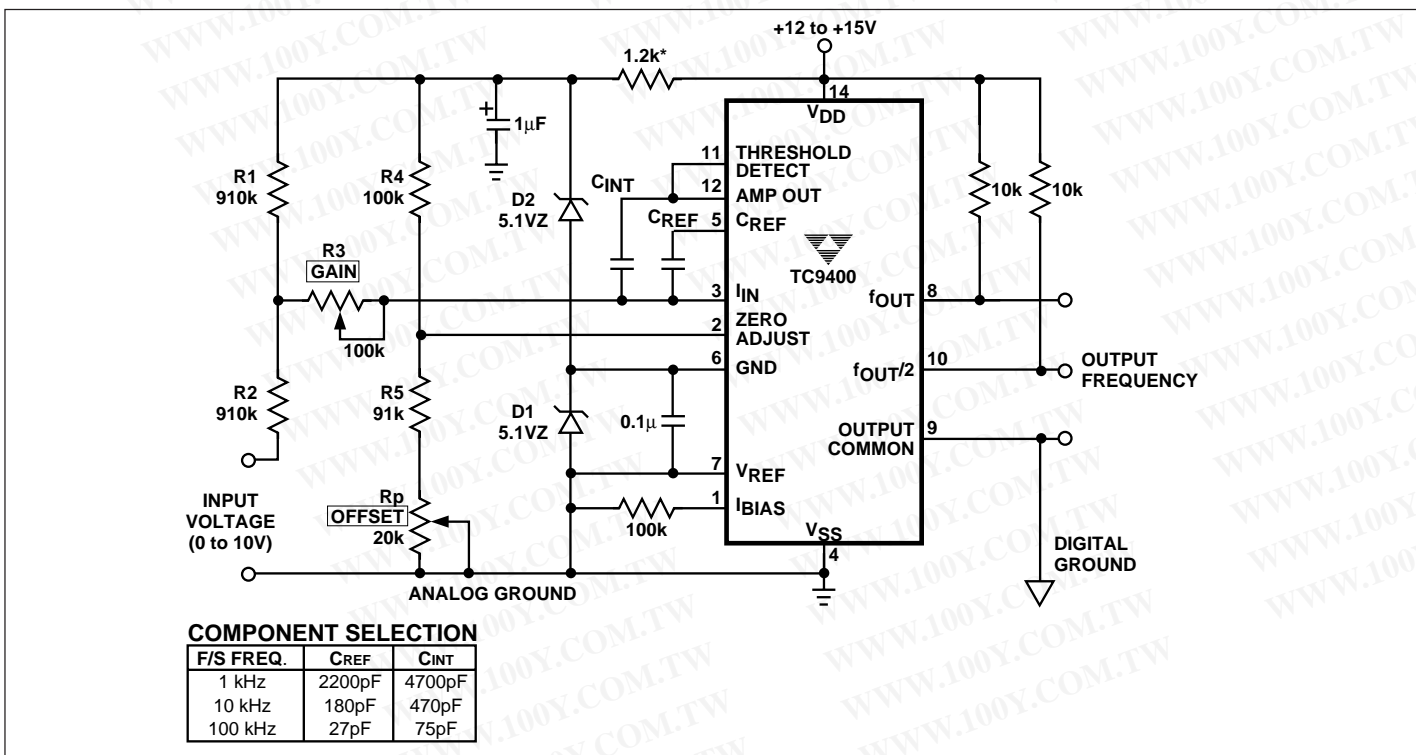 +12 to +15V
1.2k*
14
VDD
1µF
11 THRESHOLD DETECT
12 AMP OUT
5 CREF
CINT
CREF
R1
910k
R4
100k
D2
5.1VZ
10k
10k
TC9400
R3
GAIN
100k
3 IIN
2 ZERO ADJUST
fOUT 8
6 GND
fOUT/2 10
OUTPUT FREQUENCY
R2
910k
R5
91k
D1
5.1VZ
0.1µ
OUTPUT COMMON 9
7 VREF
1 IBIAS
100k
VSS
4
INPUT VOLTAGE (0 to 10V)
Rp
OFFSET
20k
ANALOG GROUND
DIGITAL GROUND
COMPONENT SELECTION
F/S FREQ. CREF CINT
1 kHz 2200pF 4700pF
10 kHz 180pF 470pF
100 kHz 27pF 75pF
WWW.100Y.COM.TW